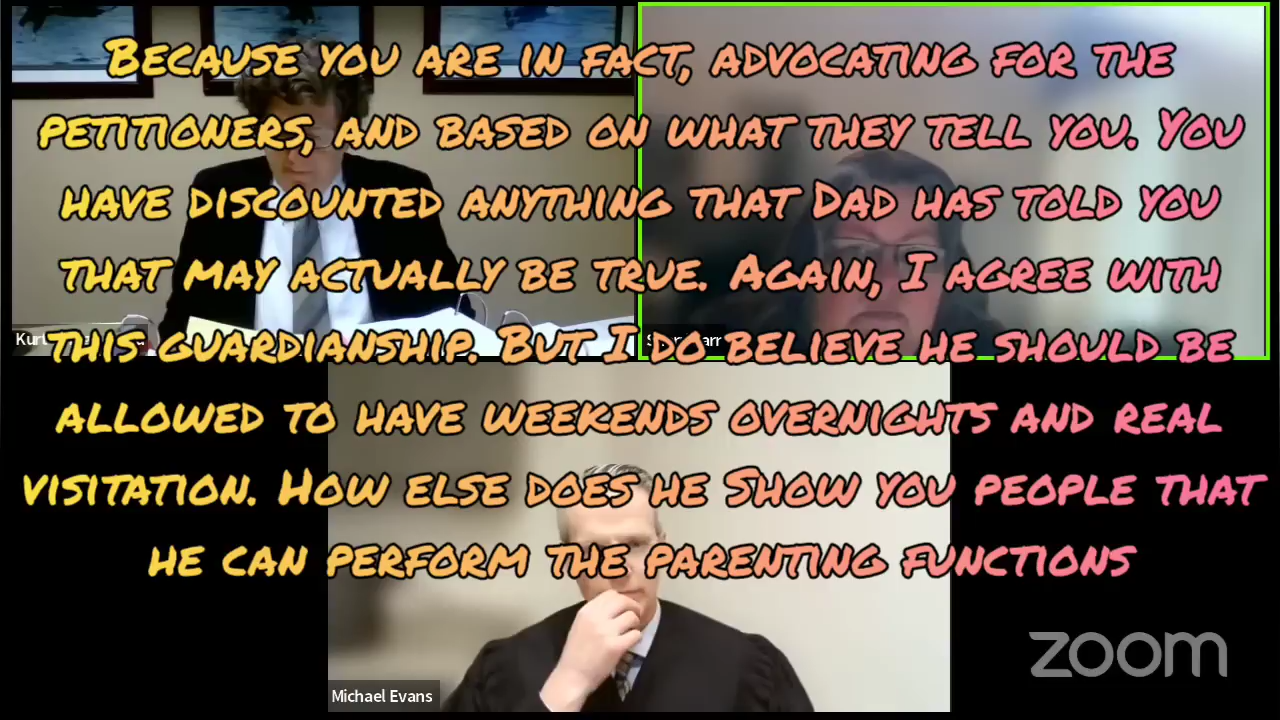 Because you are in fact, advocating for the
petitioners, and based on what they tell you. You
have discounted anything that Dad has told you
that may actually be true. Again, I agree with
this guardianship. But I do believe he should be
allowed to have weekends overnights and real
visitation. How else does he Show you people that
he can perform the parenting functions
zoom
Michael Evans